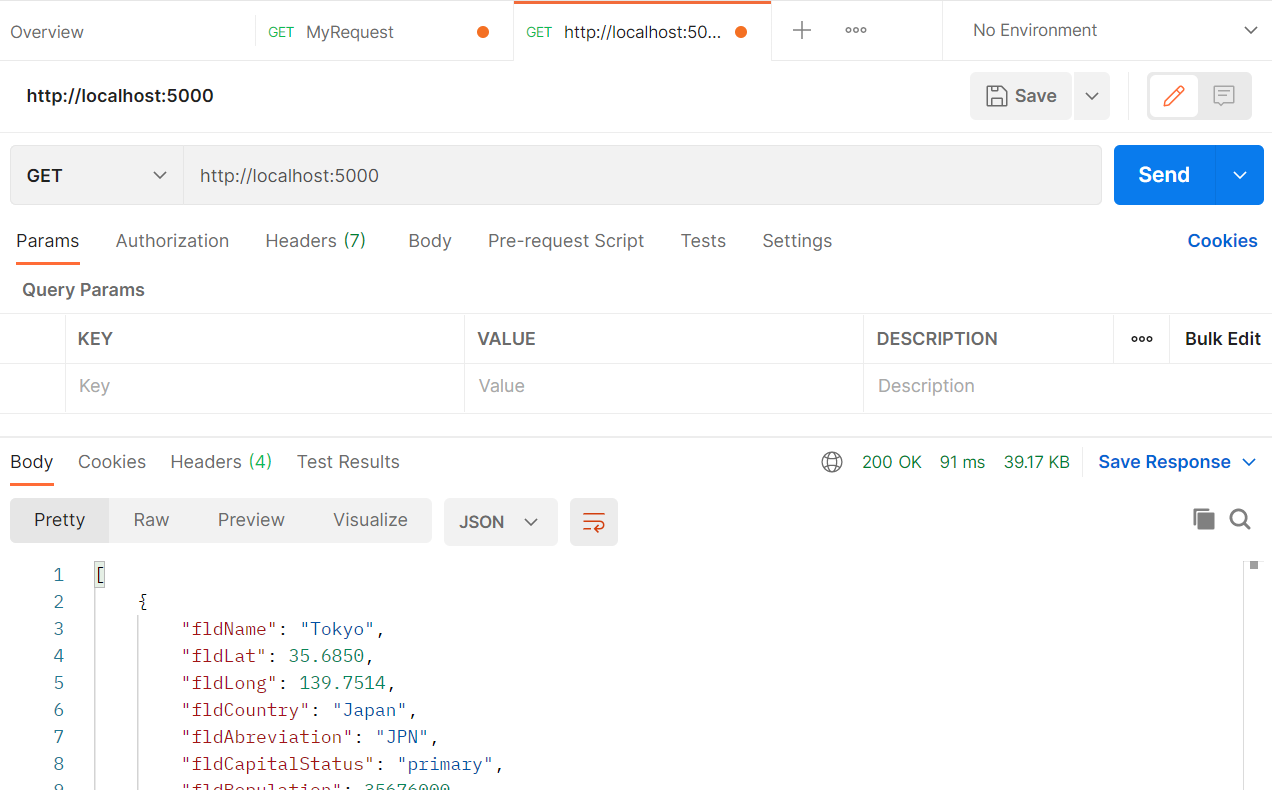 Overview
GET MyRequest
GET http://localhost:50...
No Environment
http://localhost:5000
Save
GET
http://localhost:5000
Send
Params Authorization Headers (7) Body Pre-request Script Tests Settings Cookies
Query Params
KEY VALUE DESCRIPTION Bulk Edit
Key Value Description
Body Cookies Headers (4) Test Results 200 OK 91 ms 39.17 KB Save Response
Pretty Raw Preview Visualize JSON
1 [
2 {
3 "fldName": "Tokyo",
4 "fldLat": 35.6850,
5 "fldLong": 139.7514,
6 "fldCountry": "Japan",
7 "fldAbreviation": "JPN",
8 "fldCapitalStatus": "primary",
9 "fldPopulation": 35676000